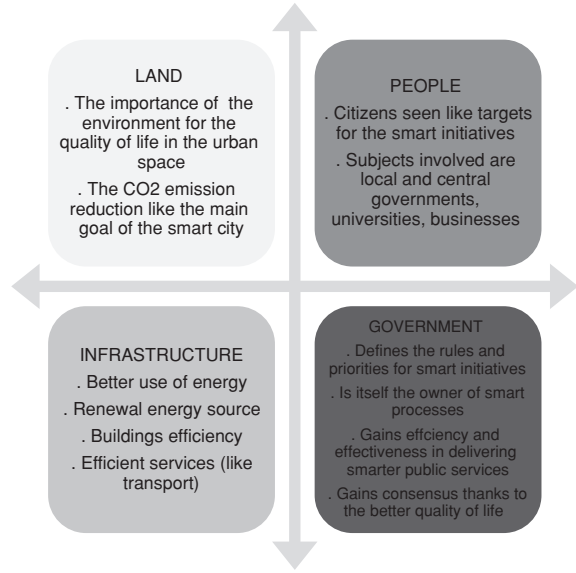 LAND
. The importance of the
environment for the
quality of life in the urban
space
. The CO2 emission
reduction like the main
goal of the smart city
PEOPLE
. Citizens seen like targets
for the smart initiatives
. Subjects involved are
local and central
governments,
universities, businesses
INFRASTRUCTURE
. Better use of energy
. Renewal energy source
. Buildings efficiency
. Efficient services (like
transport)
GOVERNMENT
. Defines the rules and
priorities for smart initiatives
. Is itself the owner of smart
processes
. Gains effciency and
effectiveness in delivering
smarter public services
. Gains consensus thanks to
the better quality of life